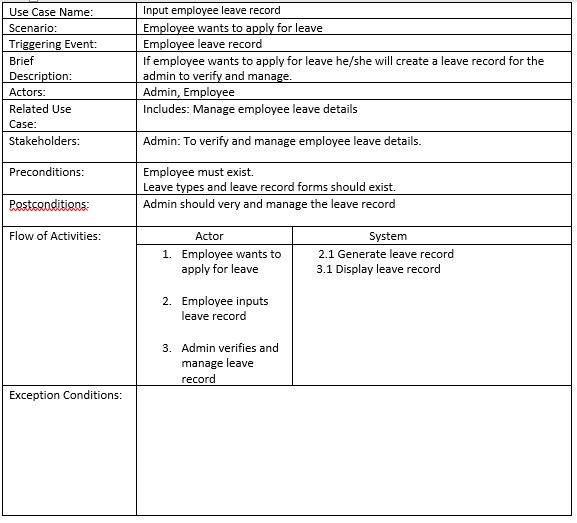 Use Case Name: Input employee leave record
Scenario: Employee wants to apply for leave
Triggering Event: Employee leave record
Brief Description: If employee wants to apply for leave he/she will create a leave record for the
admin to verify and manage.
Actors: Admin, Employee
Related Use Case: Includes: Manage employee leave details
Stakeholders: Admin: To verify and manage employee leave details.
Preconditions: Employee must exist.
Leave types and leave record forms should exist.
Postconditions: Admin should very and manage the leave record
Flow of Activities: Actor System
1. Employee wants to
apply for leave
2. Employee inputs
leave record
3. Admin verifies and
manage leave
record
2.1 Generate leave record
3.1 Display leave record
Exception Conditions: